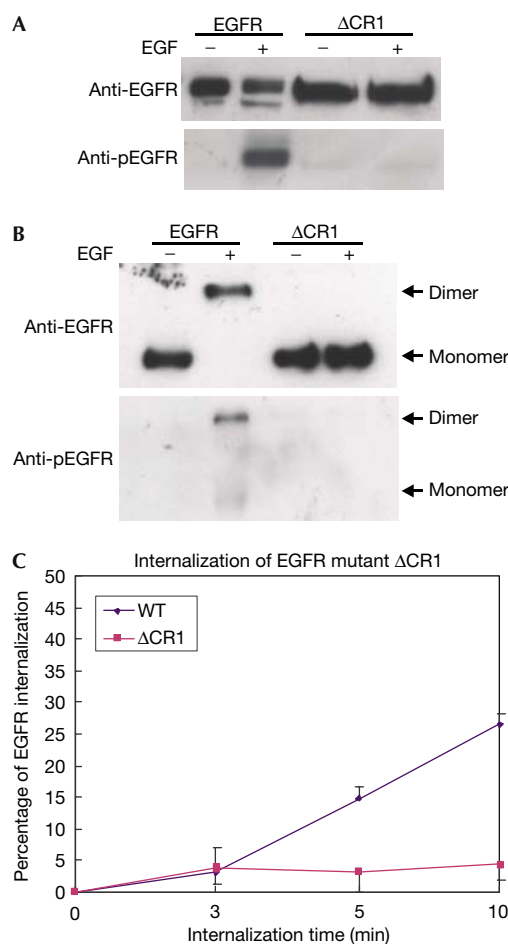 A
EGFR ΔCR1
EGF − + − +
Anti-EGFR
Anti-pEGFR
B
EGFR ΔCR1
EGF − + − +
Dimer
Anti-EGFR
Monomer
Dimer
Anti-pEGFR
Monomer
C Internalization of EGFR mutant ΔCR1
50
45
40
35
30
25
20
15
10
5
0
WT
ΔCR1
Percentage of EGFR internalization
0 3 5 10
Internalization time (min)